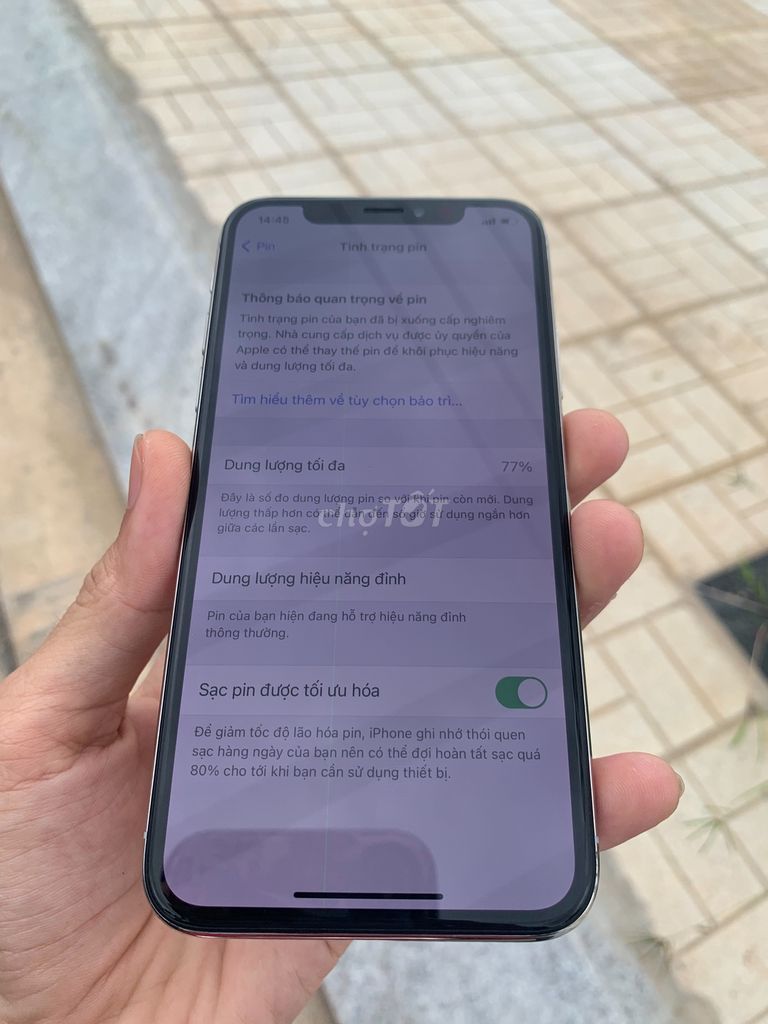 14:45
Pin
Tình trạng pin
Thông báo quan trọng về pin
Tình trạng pin của bạn đã bị xuống cấp nghiêm
trọng. Nhà cung cấp dịch vụ được ủy quyền của
Apple có thể thay thế pin để khôi phục hiệu năng
và dung lượng tối đa.
Tìm hiểu thêm về tùy chọn bảo trì...
Dung lượng tối đa 77%
Đây là số đo dung lượng pin so với khi pin còn mới. Dung
lượng thấp hơn có thể dẫn đến số giờ sử dụng ngắn hơn
giữa các lần sạc.
chợTỐT
Dung lượng hiệu năng đỉnh
Pin của bạn hiện đang hỗ trợ hiệu năng đỉnh
thông thường.
Sạc pin được tối ưu hóa
Để giảm tốc độ lão hóa pin, iPhone ghi nhớ thói quen
sạc hàng ngày của bạn nên có thể đợi hoàn tất sạc quá
80% cho tới khi bạn cần sử dụng thiết bị.